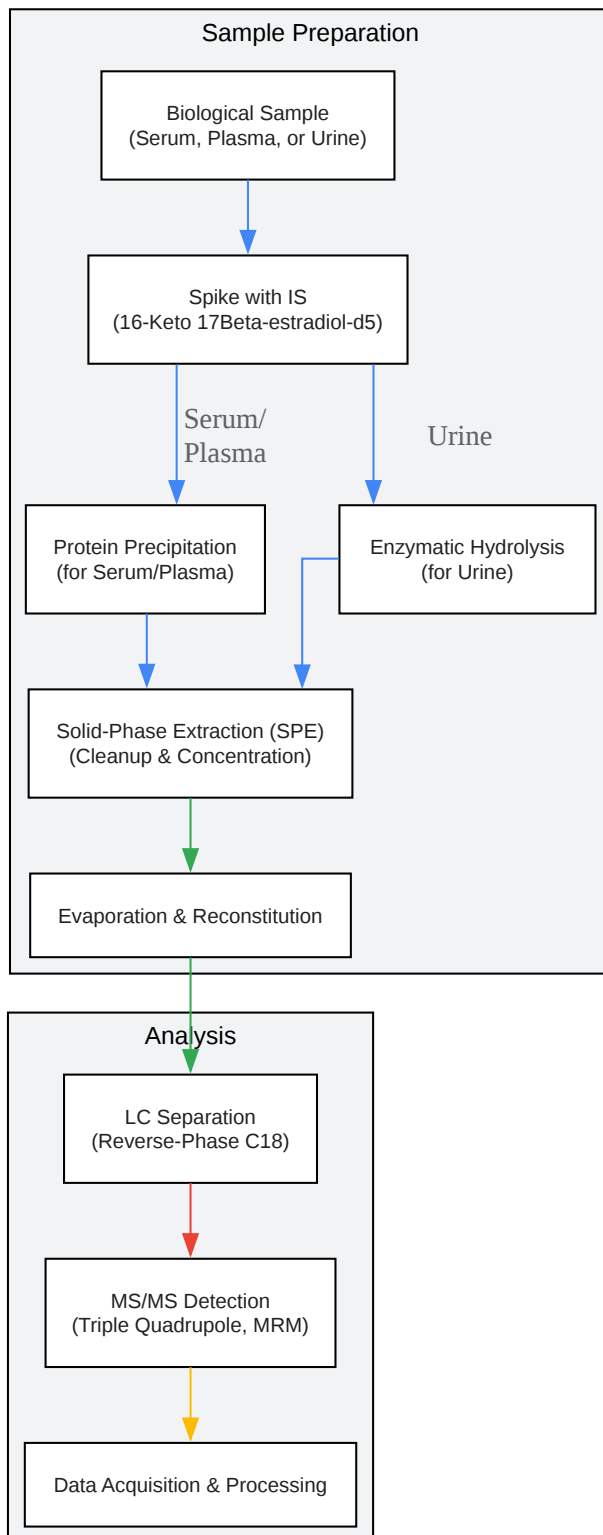 Sample Preparation
Biological Sample
(Serum, Plasma, or Urine)
Spike with IS
(16-Keto 17Beta-estradiol-d5)
Serum/
Plasma
Urine
Protein Precipitation
(for Serum/Plasma)
Enzymatic Hydrolysis
(for Urine)
Solid-Phase Extraction (SPE)
(Cleanup & Concentration)
Evaporation & Reconstitution
Analysis
LC Separation
(Reverse-Phase C18)
MS/MS Detection
(Triple Quadrupole, MRM)
Data Acquisition & Processing